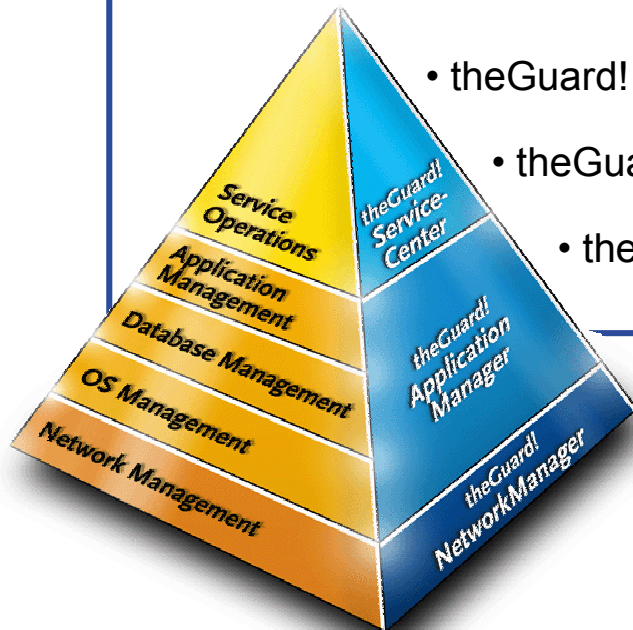 • theGuard!
• theGua
• the
Service
Operations
Application
Management
Database Management
OS Management
Network Management
theGuard!
Service-
Center
theGuard!
Application
Manager
theGuard!
NetworkManager